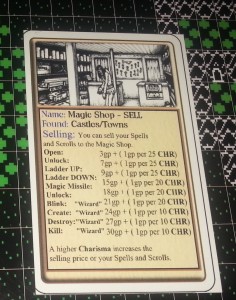 Name: Magic Shop - SELL
Found: Castles/Towns
Selling: You can sell your Spells
and Scrolls to the Magic Shop.
Open: 3gp + ( 1gp per 25 CHR)
Unlock: 7gp + ( 1gp per 25 CHR)
Ladder UP: 9gp + ( 1gp per 25 CHR)
Ladder DOWN: 9gp + ( 1gp per 25 CHR)
Magic Missile: 15gp + ( 1gp per 20 CHR)
Unlock: 18gp + ( 1gp per 20 CHR)
Blink: "Wizard" 21gp + ( 1gp per 20 CHR)
Create: "Wizard" 24gp + ( 1gp per 10 CHR)
Destroy: "Wizard" 27gp + ( 1gp per 10 CHR)
Kill: "Wizard" 30gp + ( 1gp per 10 CHR)
A higher Charisma increases the
selling price or your Spells and Scrolls.